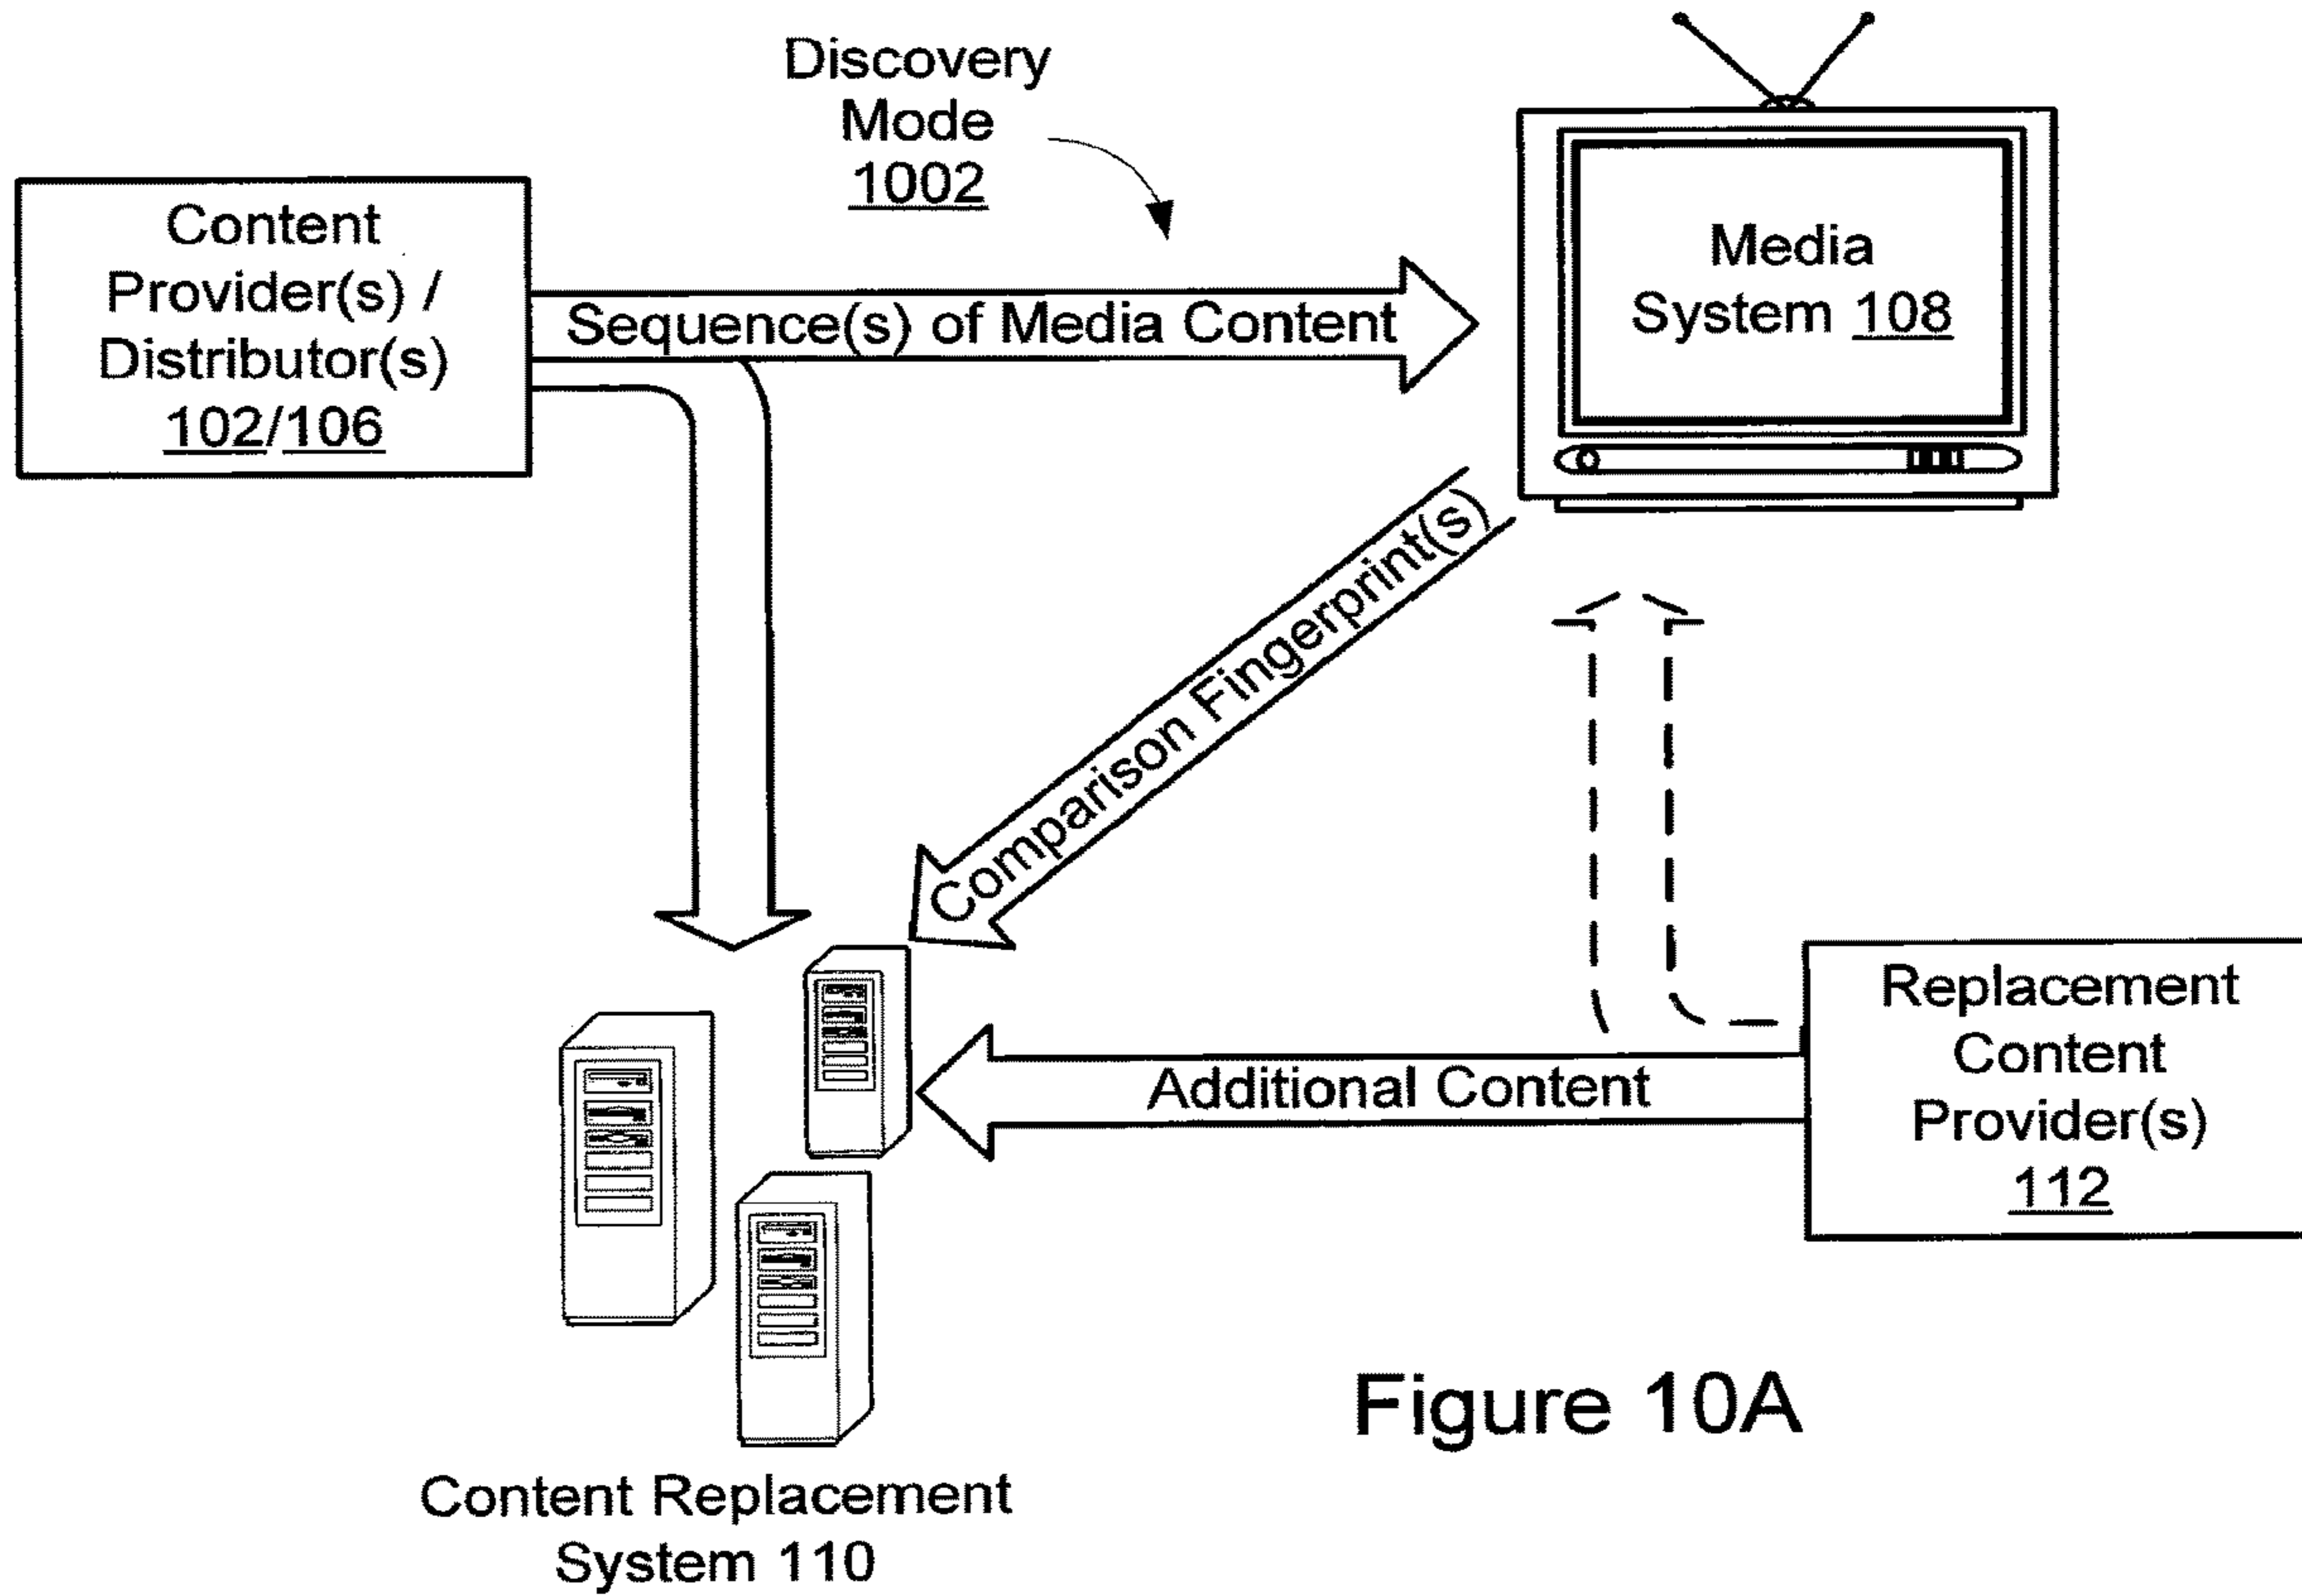 Discovery
Mode
1002
Content
Provider(s) /
Distributor(s)
102/106
Sequence(s) of Media Content
Media
System 108
Comparison Fingerprint(s)
Additional Content
Replacement
Content
Provider(s)
112
Figure 10A
Content Replacement
System 110